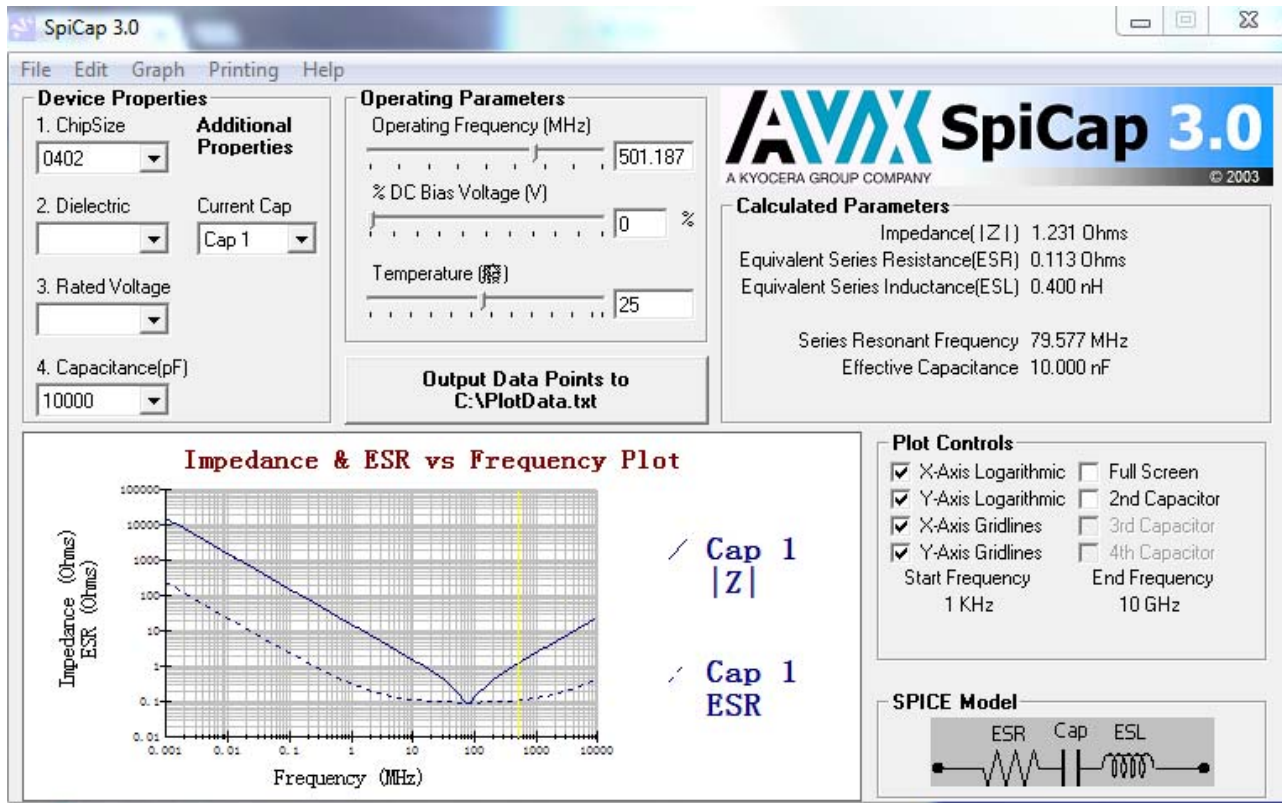 SpiCap 3.0
File Edit Graph Printing Help
Device Properties
1. ChipSize
0402
Additional
Properties
2. Dielectric
Current Cap
Cap 1
3. Rated Voltage
4. Capacitance(pF)
10000
Operating Parameters
Operating Frequency (MHz)
501.187
% DC Bias Voltage (V)
0 %
Temperature (癈)
25
Output Data Points to
C:\PlotData.txt
AVX SpiCap 3.0
A KYOCERA GROUP COMPANY
© 2003
Calculated Parameters
Impedance(|Z|) 1.231 Ohms
Equivalent Series Resistance(ESR) 0.113 Ohms
Equivalent Series Inductance(ESL) 0.400 nH
Series Resonant Frequency 79.577 MHz
Effective Capacitance 10.000 nF
Impedance & ESR vs Frequency Plot
Impedance (Ohms)
ESR (Ohms)
100000
10000
1000
100
10
1
0.1
0.01
0.001 0.01 0.1 1 10 100 1000 10000
Frequency (MHz)
Cap 1
|Z|
Cap 1
ESR
Plot Controls
X-Axis Logarithmic
Full Screen
Y-Axis Logarithmic
2nd Capacitor
X-Axis Gridlines
3rd Capacitor
Y-Axis Gridlines
4th Capacitor
Start Frequency
End Frequency
1 KHz
10 GHz
SPICE Model
ESR Cap ESL